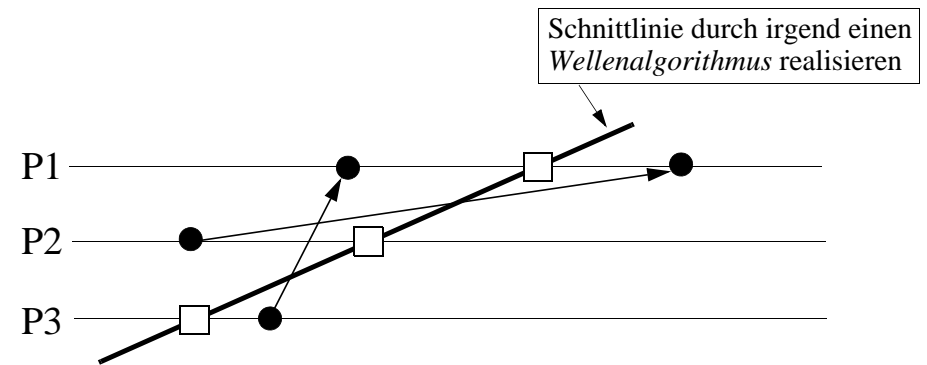 Schnittlinie durch irgend einen
Wellenalgorithmus realisieren
P1
P2
P3